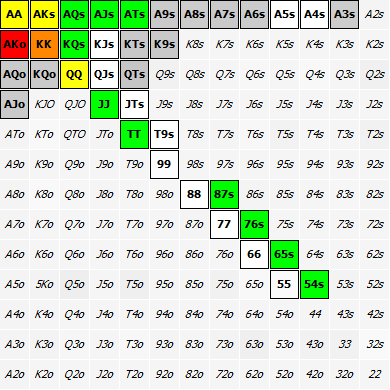 AA AKs AQs AJs ATs A9s A8s A7s A6s A5s A4s A3s A2s
AKo KK KQs KJs KTs K9s K8s K7s K6s K5s K4s K3s K2s
AQo KQo QQ QJs QTs Q9s Q8s Q7s Q6s Q5s Q4s Q3s Q2s
AJo KJO QJO JJ JTs J9s J8s J7s J6s J5s J4s J3s J2s
ATo KTo QTO JTo TT T9s T8s T7s T6s T5s T4s T3s T2s
A9o K9o Q9o J9o T9o 99 98s 97s 96s 95s 94s 93s 92s
A8o K8o Q8o J8o T8o 98o 88 87s 86s 85s 84s 83s 82s
A7o K7o Q7o J7o T7o 97o 87o 77 76s 75s 74s 73s 72s
A6o K6o Q6o J6o T6o 96o 86o 76o 66 65s 64s 63s 62s
A5o 5Ko Q5o J5o T5o 95o 85o 75o 65o 55 54s 53s 52s
A4o K4o Q4o J4o T4o 94o 84o 74o 64o 54o 44 43s 42s
A3o K3o Q3o J3o T3o 93o 83o 73o 63o 53o 43o 33 32s
A2o K2o Q2o J2o T2o 92o 82o 72o 62o 52o 42o 32o 22